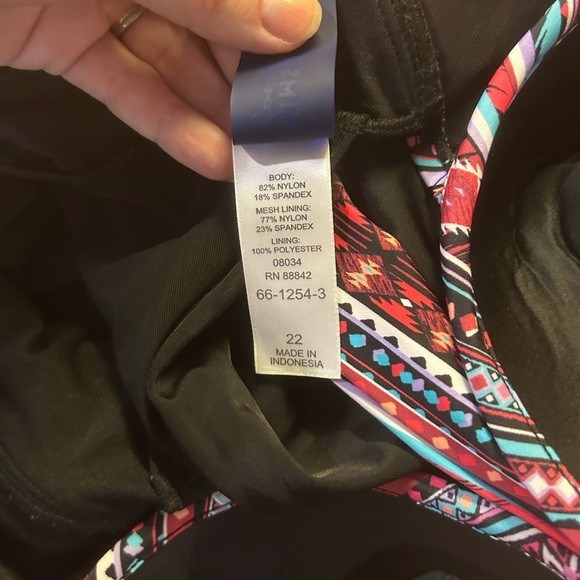 BODY:
82% NYLON
18% SPANDEX
MESH LINING:
77% NYLON
23% SPANDEX
LINING:
100% POLYESTER
08034
RN 88842
66-1254-3
22
MADE IN
INDONESIA